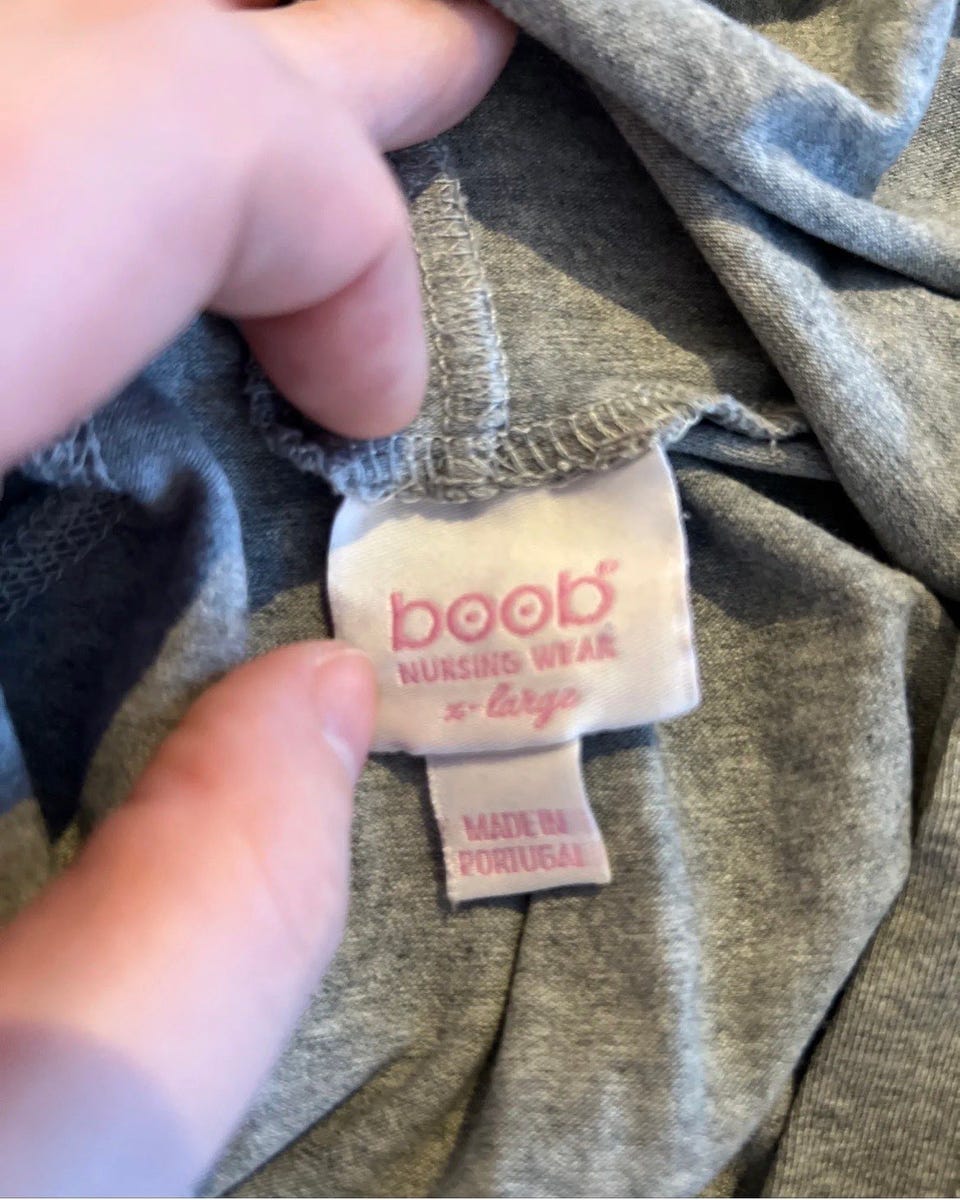 boob
NURSING WEAR
x-large
MADE IN
PORTUGAL